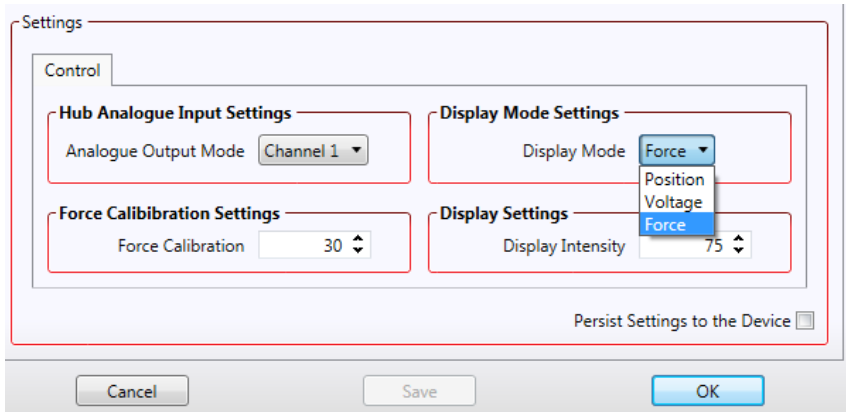 Settings
Control
Hub Analogue Input Settings
Analogue Output Mode Channel 1
Display Mode Settings
Display Mode Force
Position
Voltage
Force
Force Calibibration Settings
Force Calibration 30
Display Settings
Display Intensity 75
Persist Settings to the Device
Cancel Save OK